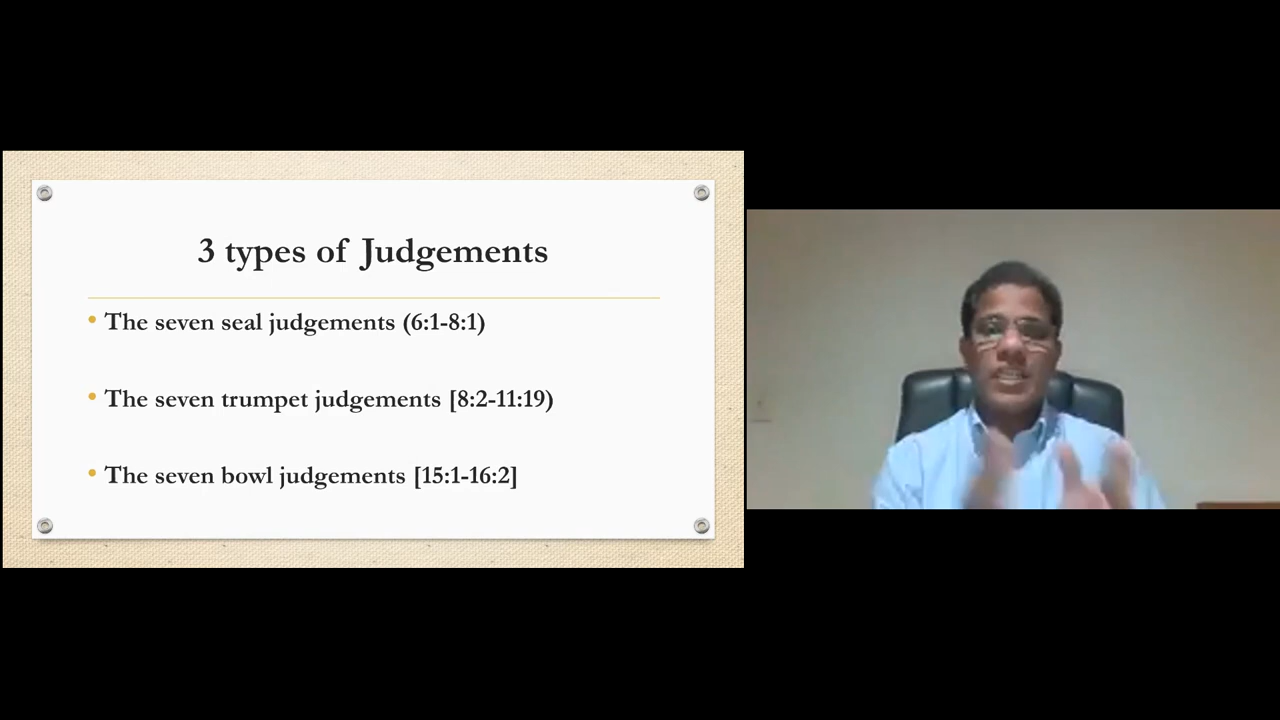 3 types of Judgements
• The seven seal judgements (6:1-8:1)
• The seven trumpet judgements [8:2-11:19)
• The seven bowl judgements [15:1-16:2]